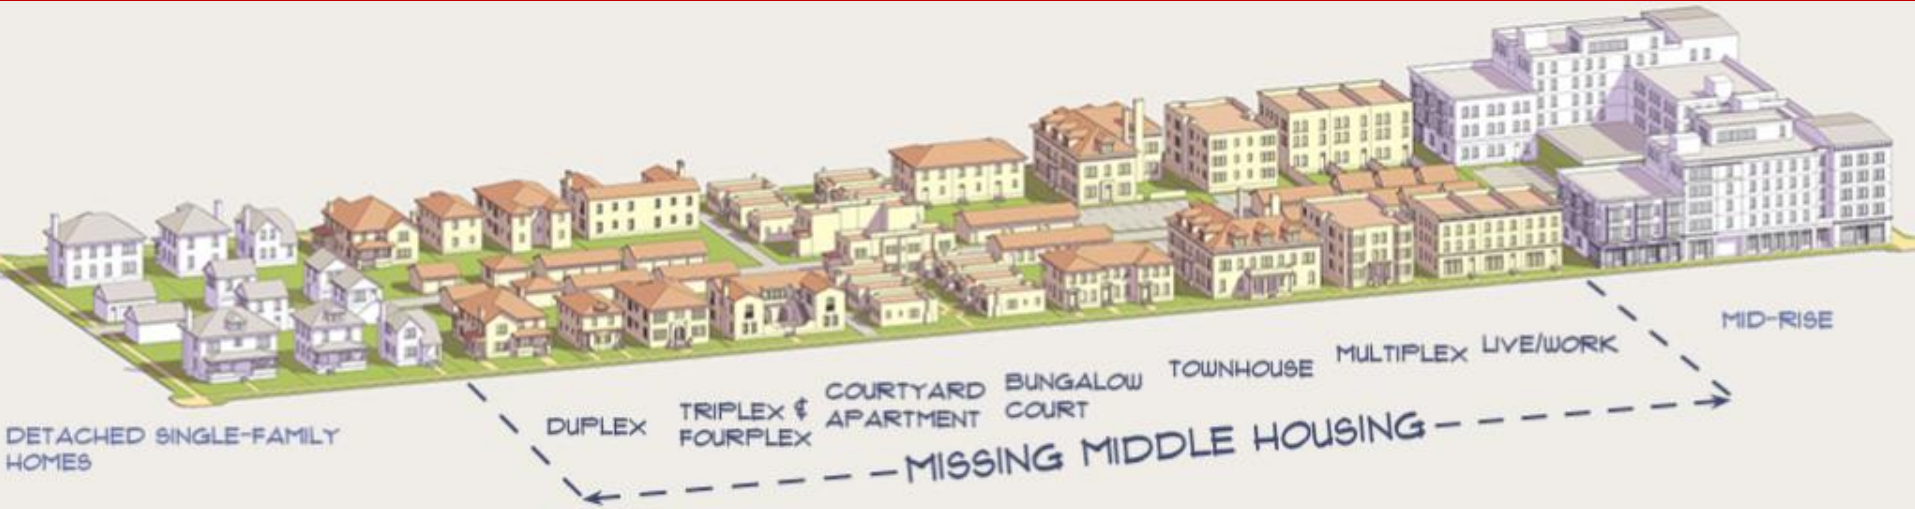 DETACHED SINGLE-FAMILY
HOMES
DUPLEX
TRIPLEX &
FOURPLEX
COURTYARD
APARTMENT
BUNGALOW
COURT
TOWNHOUSE
MULTIPLEX
LIVE/WORK
MID-RISE
MISSING MIDDLE HOUSING